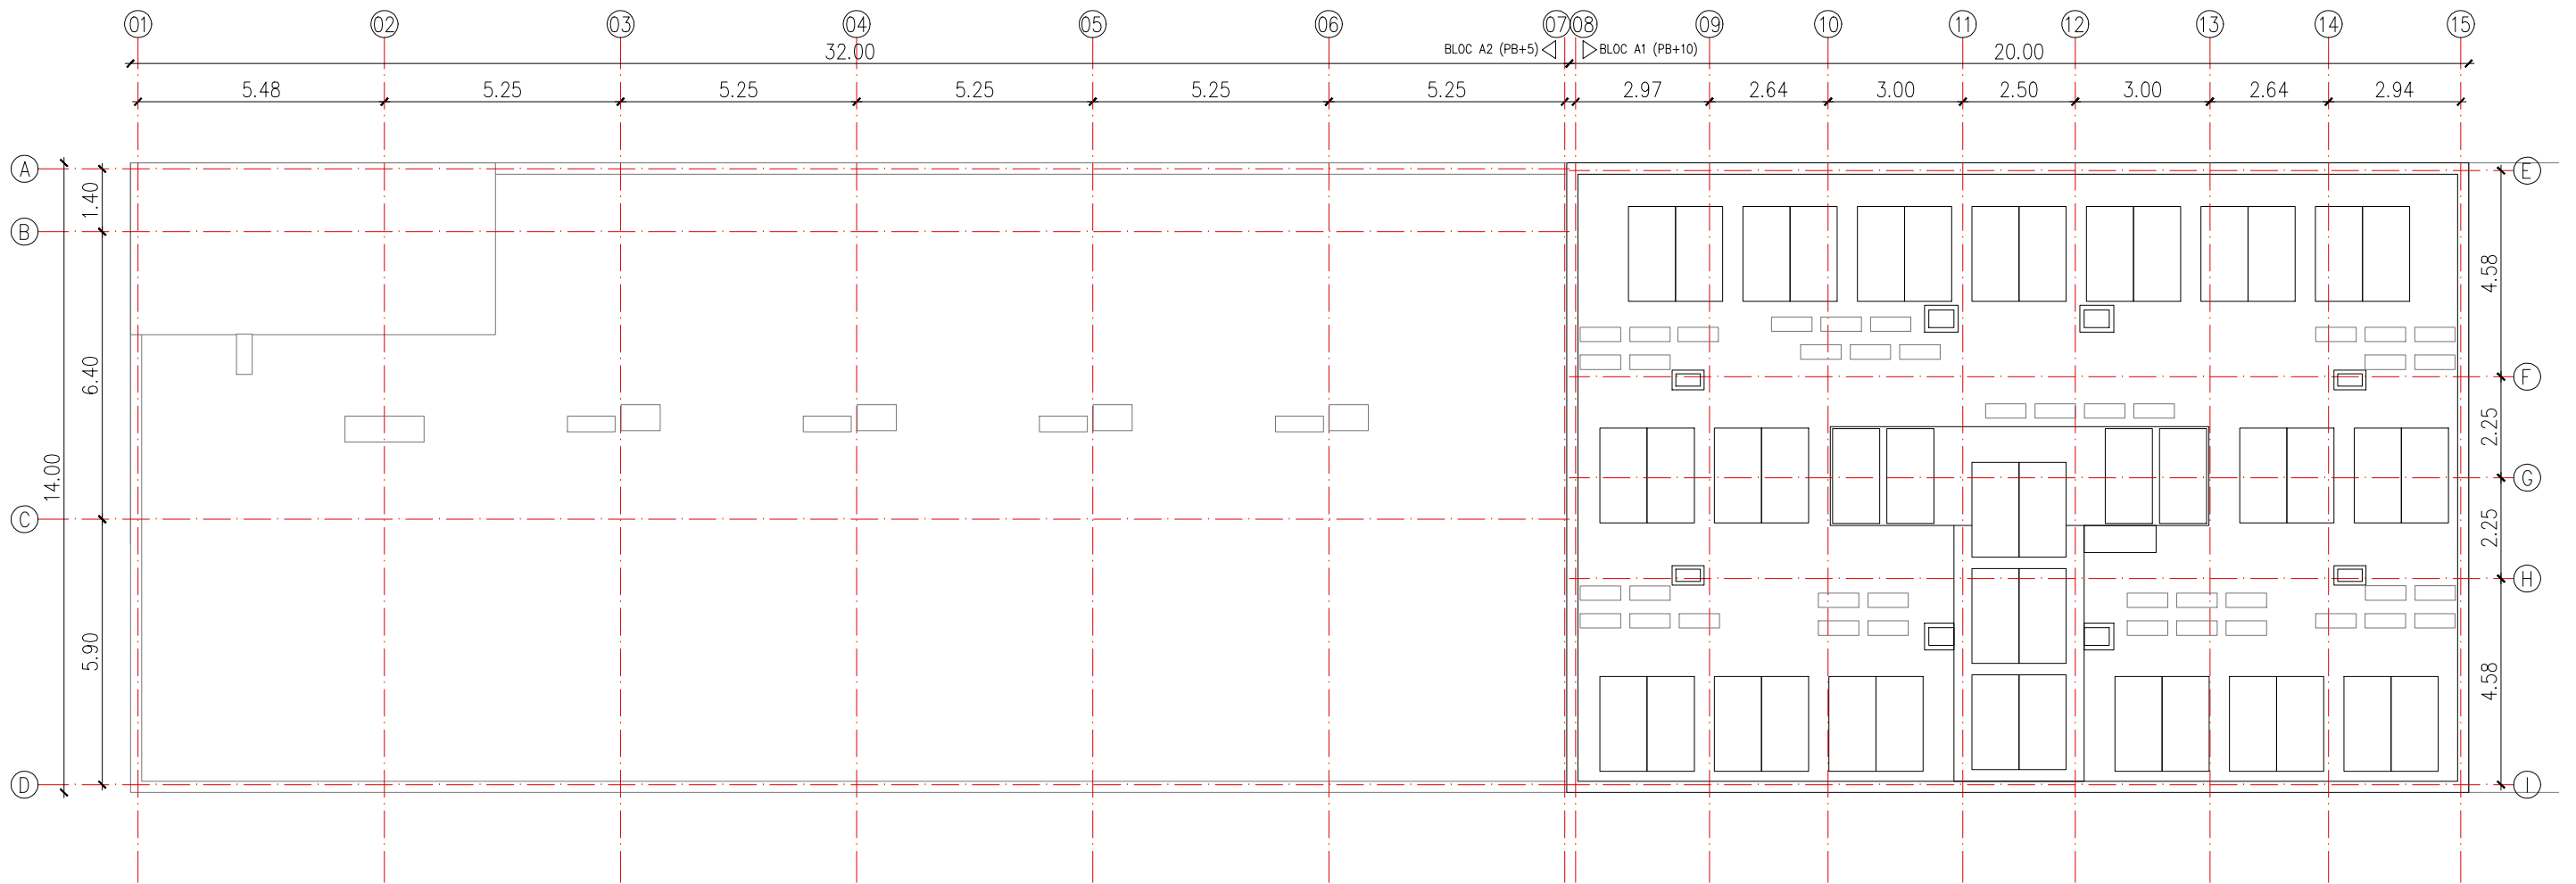 01 02 03 04 05 06 07 08 09 10 11 12 13 14 15
32.00 BLOC A2 (PB+5) BLOC A1 (PB+10) 20.00
5.48 5.25 5.25 5.25 5.25 5.25 2.97 2.64 3.00 2.50 3.00 2.64 2.94
A E
1.40
B
4.58
6.40 F
2.25
14.00 G
C 2.25
H
5.90 4.58
D I